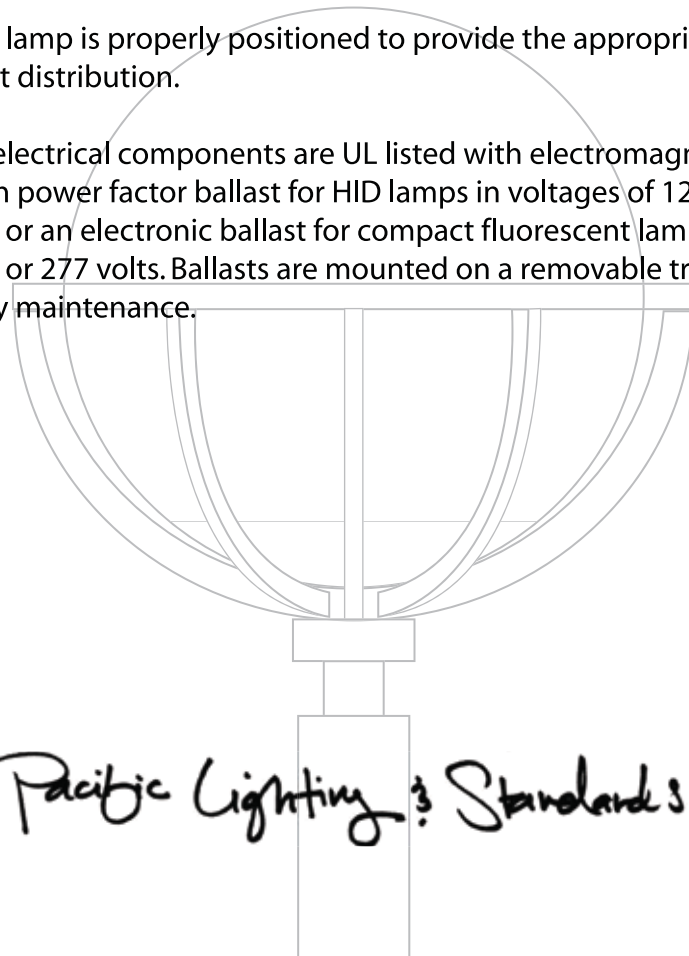 lamp is properly positioned to provide the appropri
t distribution.
electrical components are UL listed with electromagn
n power factor ballast for HID lamps in voltages of 12
or an electronic ballast for compact fluorescent lam
or 277 volts. Ballasts are mounted on a removable tr
y maintenance.
Pacific Lighting & Standards